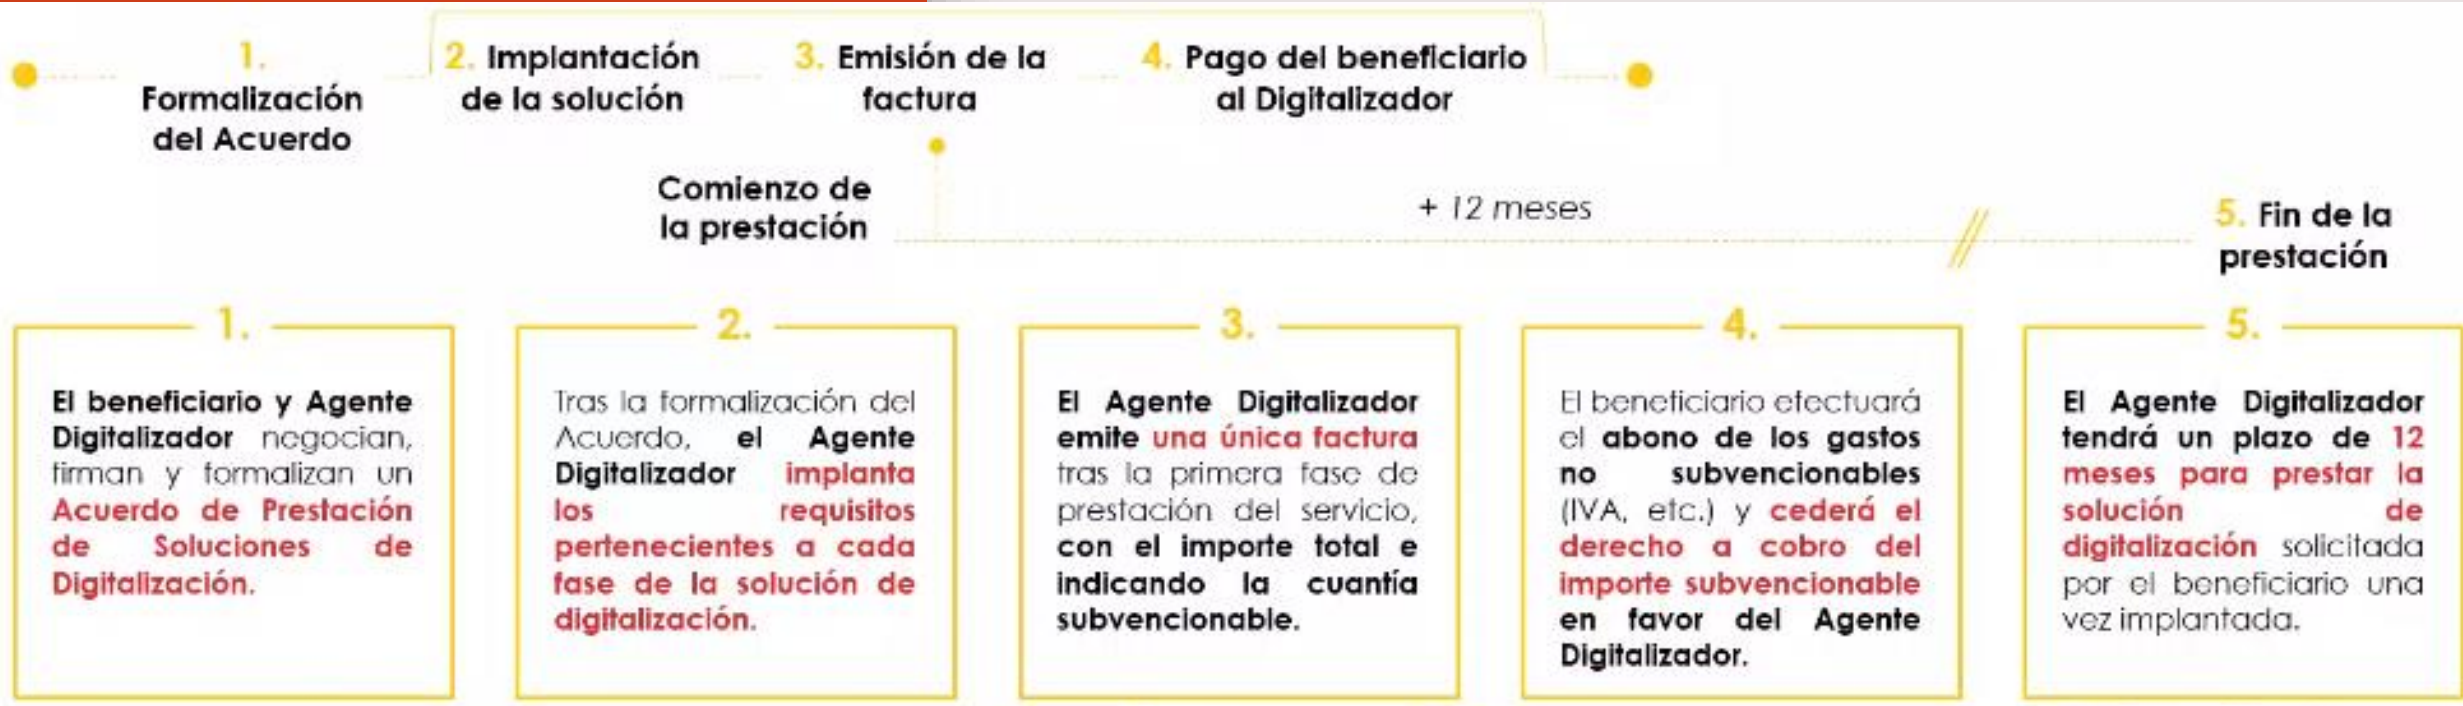 1.
Formalización
del Acuerdo
2. Implantación
de la solución
3. Emisión de la
factura
4. Pago del beneficiario
al Digitalizador
Comienzo de
la prestación
+ 12 meses
5. Fin de la
prestación
1.
El beneficiario y Agente
Digitalizador negocian,
firman y formalizan un
Acuerdo de Prestación
de Soluciones de
Digitalización.
2.
Tras la formalización del
Acuerdo, el Agente
Digitalizador implanta
los requisitos
pertenecientes a cada
fase de la solución de
digitalización.
3.
El Agente Digitalizador
emite una única factura
tras la primera fase de
prestación del servicio,
con el importe total e
indicando la cuantía
subvencionable.
4.
El beneficiario efectuará
el abono de los gastos
no subvencionables
(IVA, etc.) y cederá el
derecho a cobro del
importe subvencionable
en favor del Agente
Digitalizador.
5.
El Agente Digitalizador
tendrá un plazo de 12
meses para prestar la
solución de
digitalización solicitada
por el beneficiario una
vez implantada.